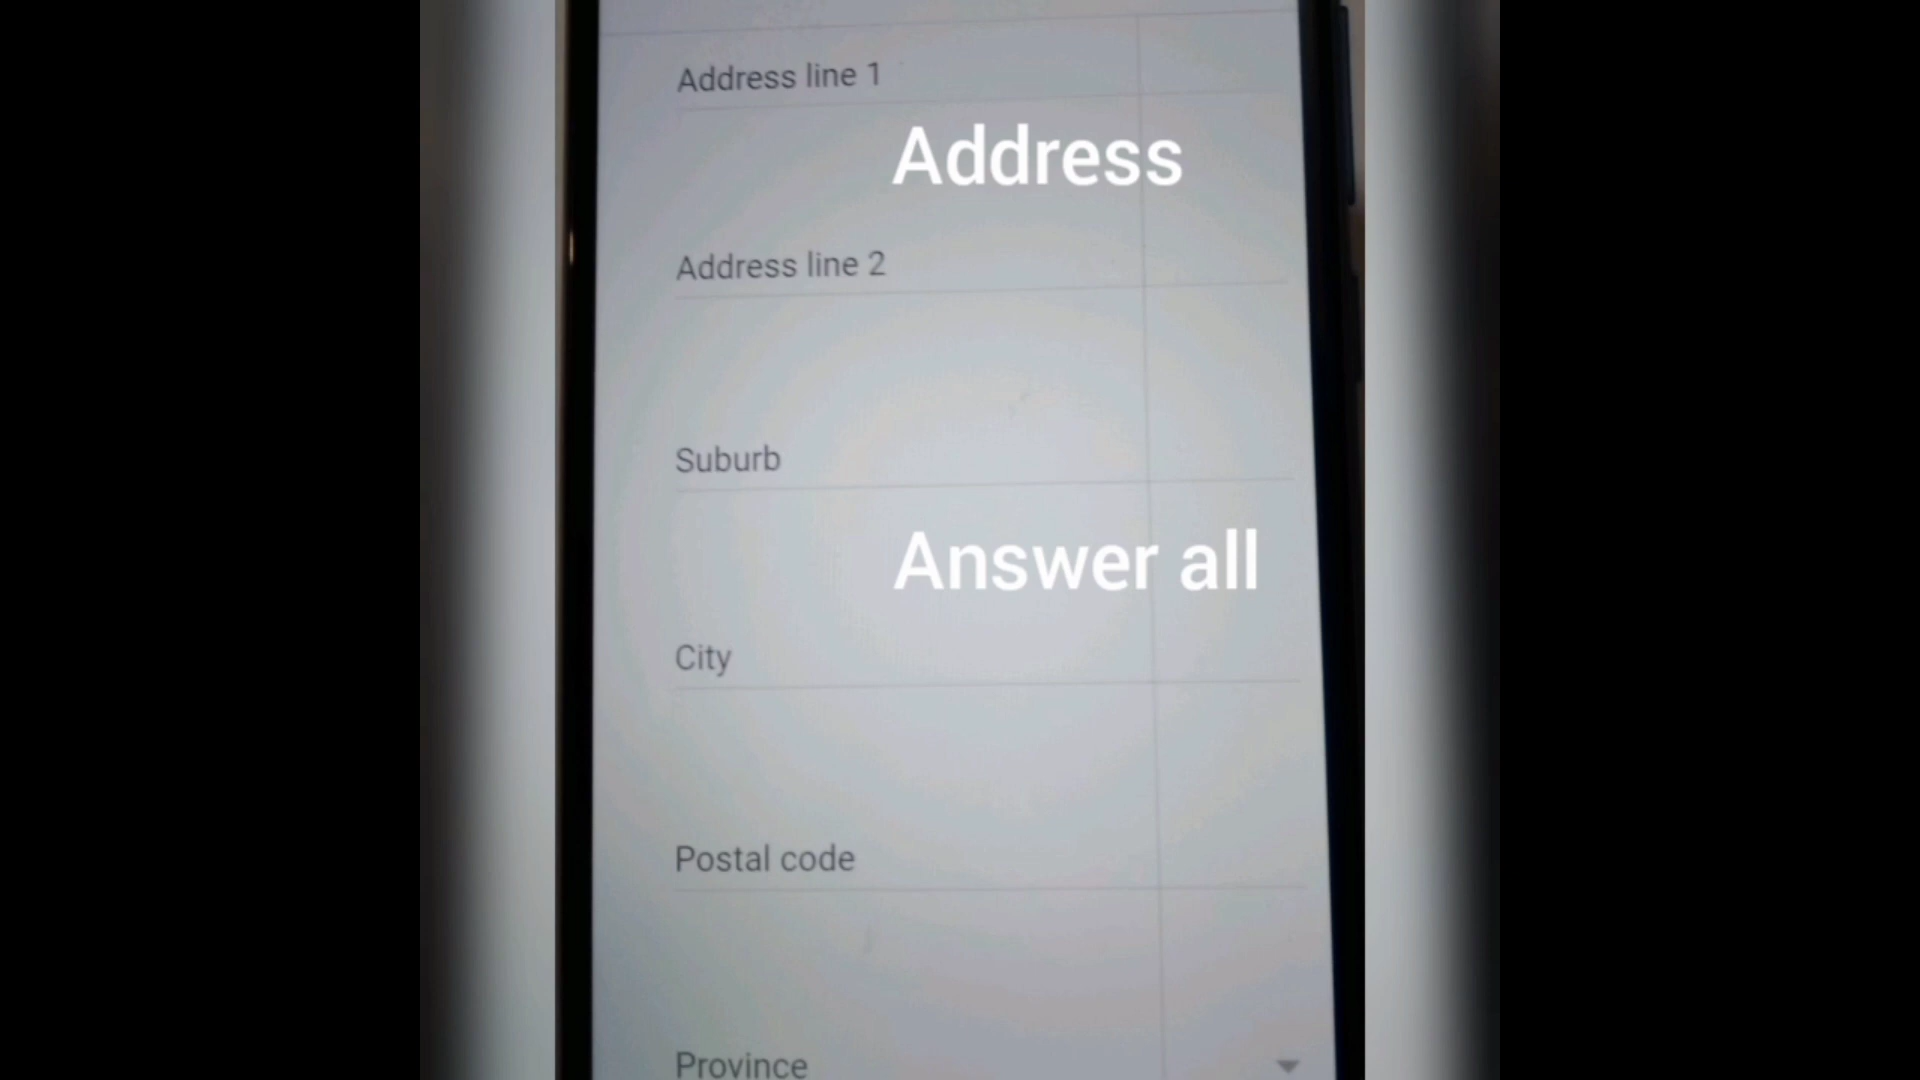 Address line 1
Address
Address line 2
Suburb
Answer all
City
Postal code
Province